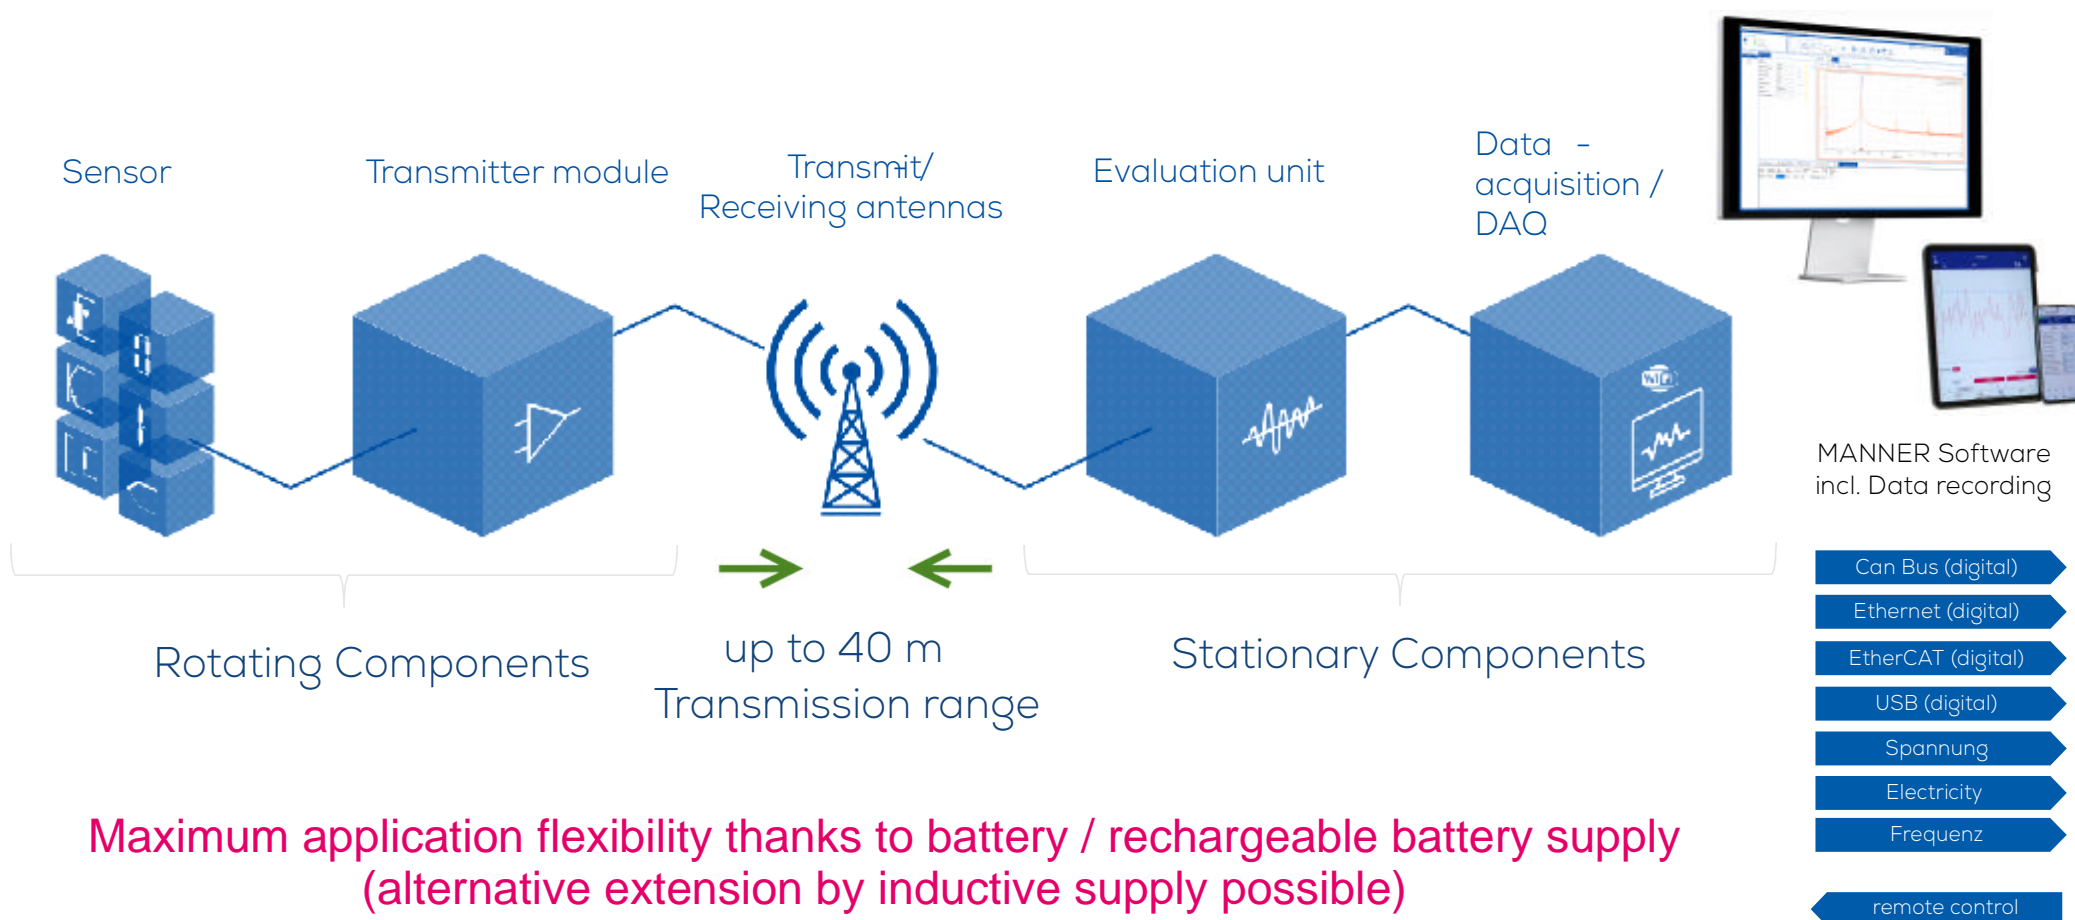 Sensor
Transmitter module
Transmit/
Receiving antennas
Evaluation unit
Data -
acquisition /
DAQ
WiFi
MANNER Software
incl. Data recording
Can Bus (digital)
Ethernet (digital)
EtherCAT (digital)
USB (digital)
Spannung
Electricity
Frequenz
remote control
Rotating Components
up to 40 m
Transmission range
Stationary Components
Maximum application flexibility thanks to battery / rechargeable battery supply
(alternative extension by inductive supply possible)